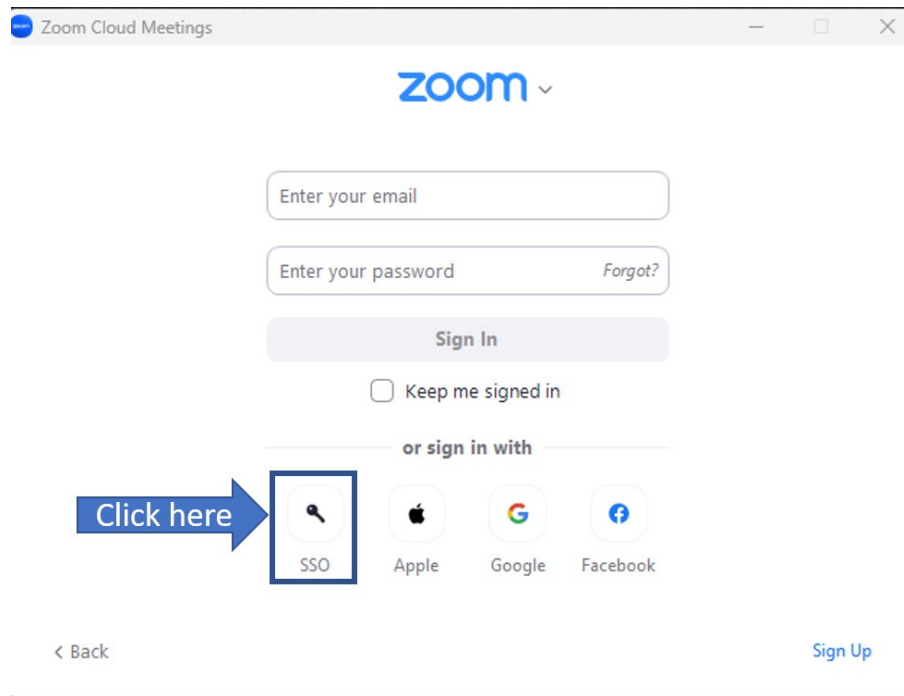 Zoom Cloud Meetings
zoom
Enter your email
Enter your password Forgot?
Sign In
Keep me signed in
or sign in with
Click here
SSO Apple Google Facebook
Back
Sign Up